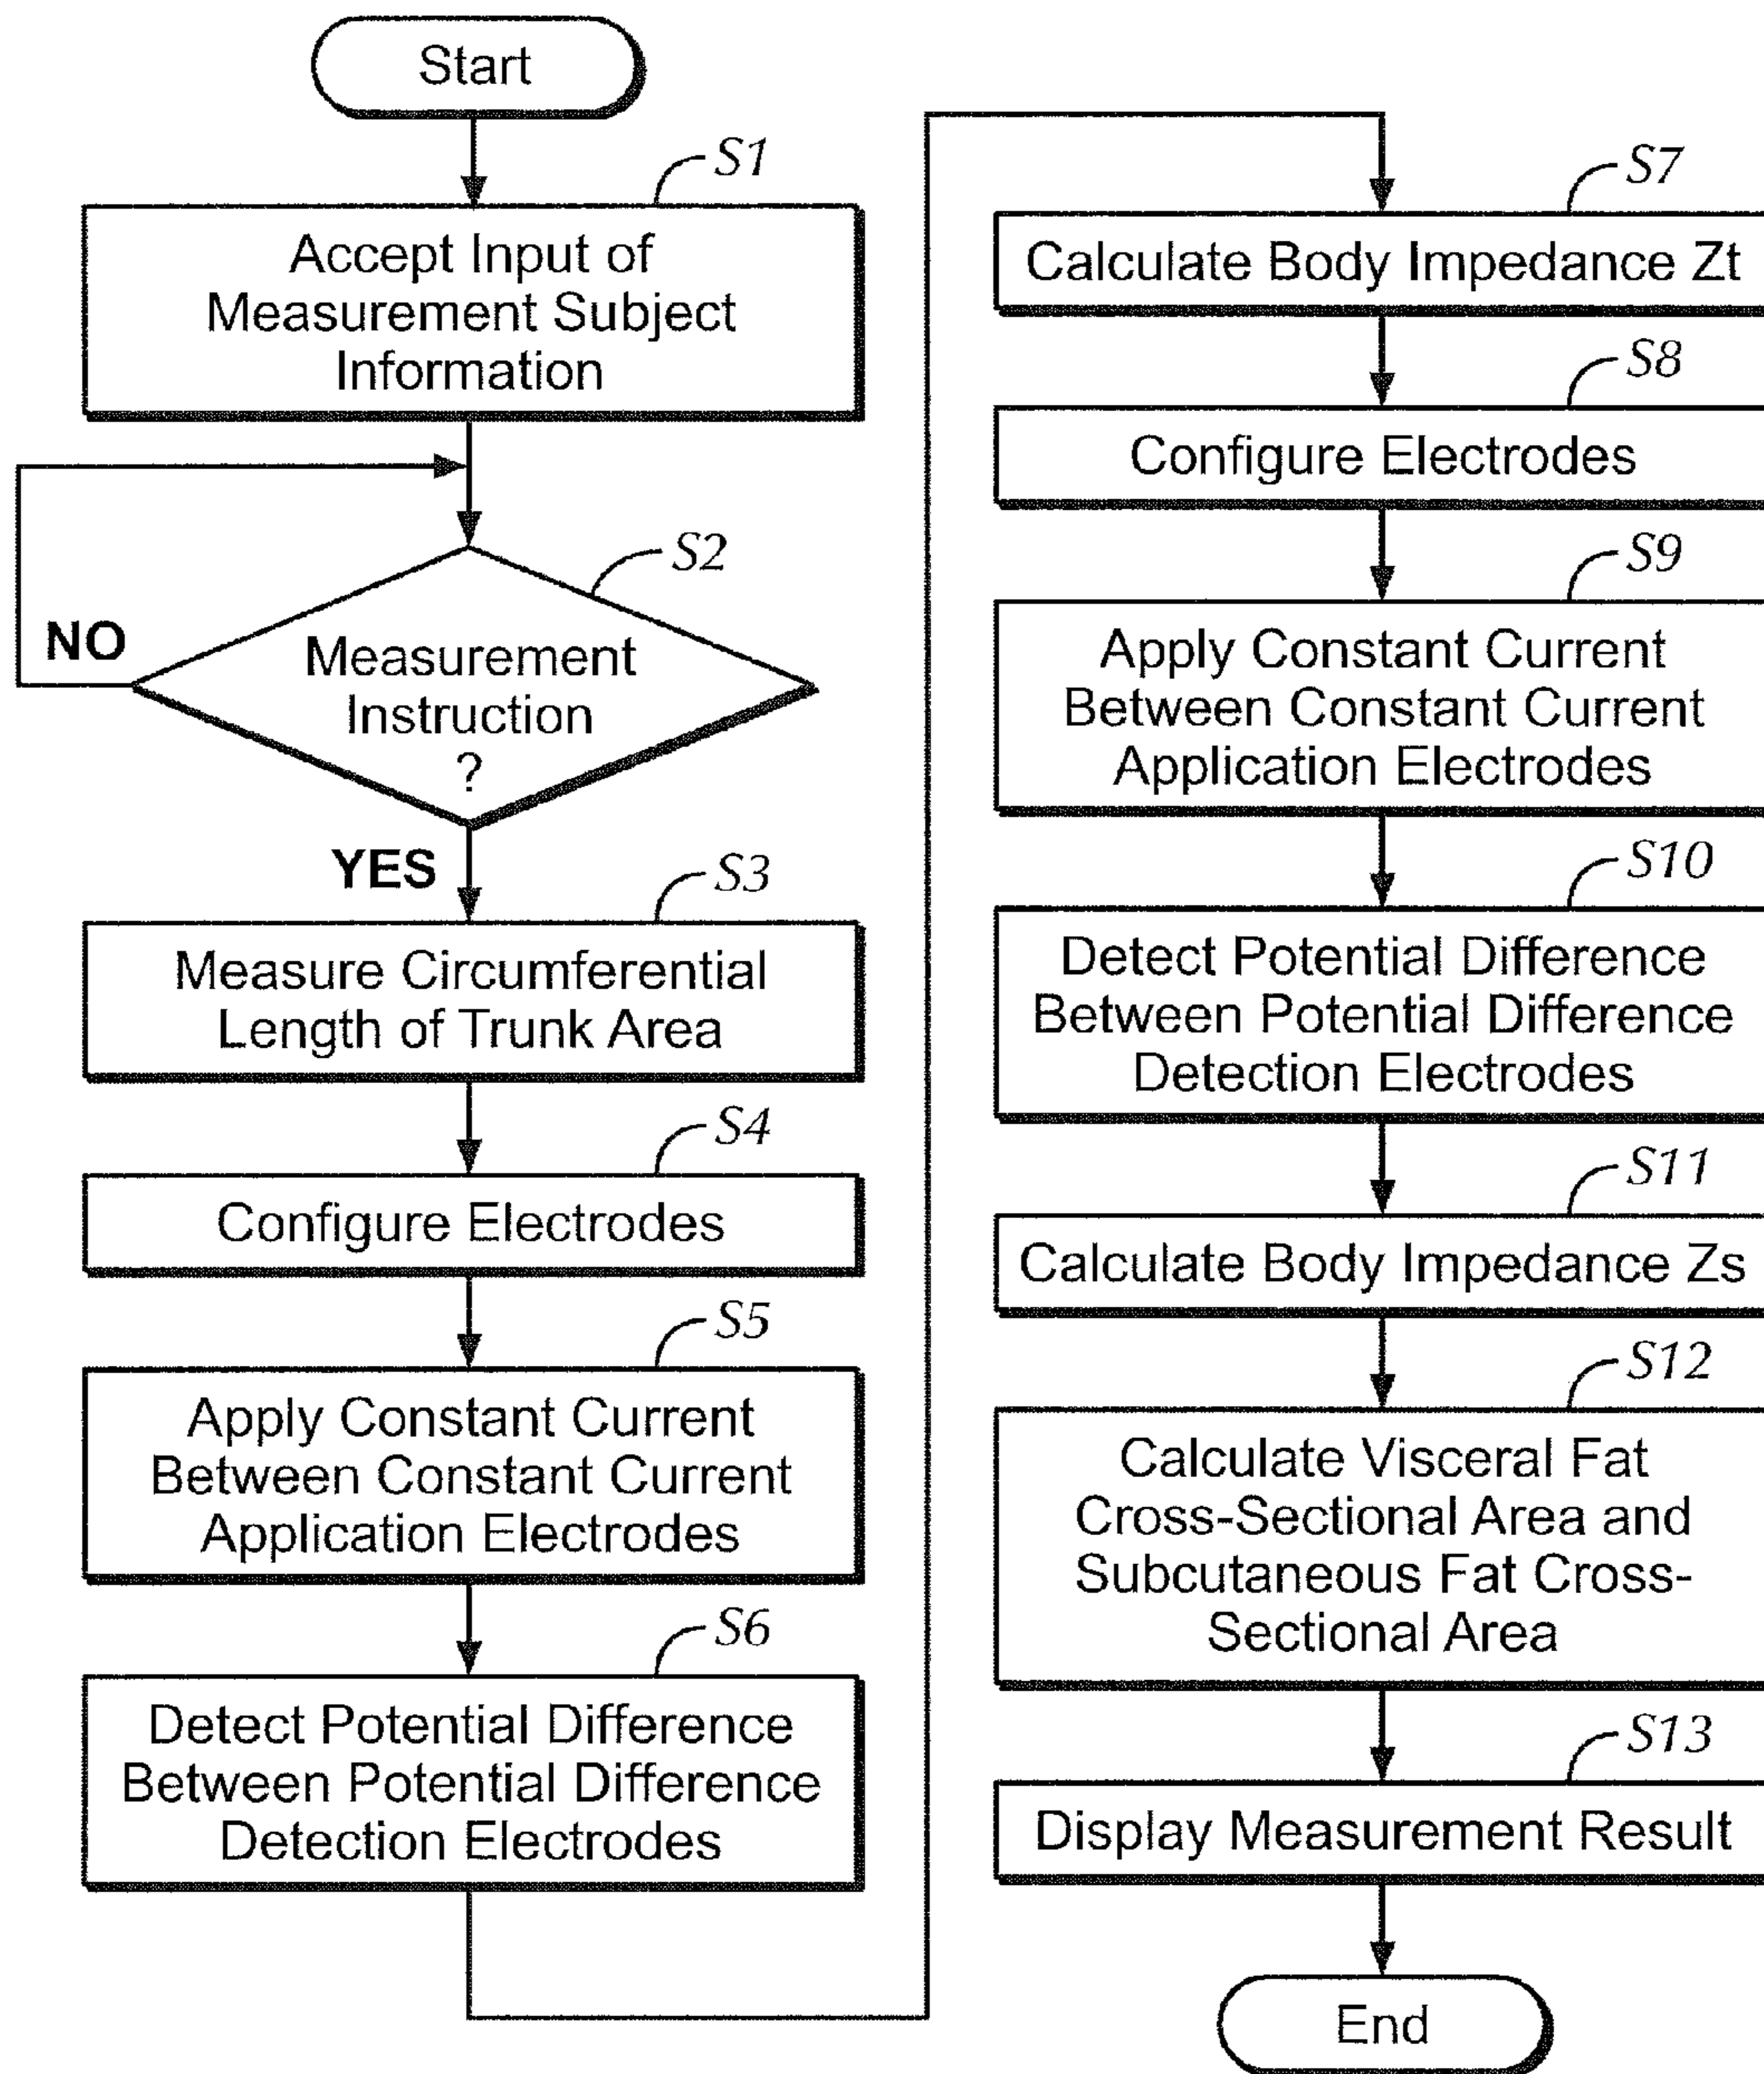 Start
S1
Accept Input of
Measurement Subject
Information
S2
NO
Measurement
Instruction
?
YES
S3
Measure Circumferential
Length of Trunk Area
S4
Configure Electrodes
S5
Apply Constant Current
Between Constant Current
Application Electrodes
S6
Detect Potential Difference
Between Potential Difference
Detection Electrodes
S7
Calculate Body Impedance Zt
S8
Configure Electrodes
S9
Apply Constant Current
Between Constant Current
Application Electrodes
S10
Detect Potential Difference
Between Potential Difference
Detection Electrodes
S11
Calculate Body Impedance Zs
S12
Calculate Visceral Fat
Cross-Sectional Area and
Subcutaneous Fat Cross-
Sectional Area
S13
Display Measurement Result
End